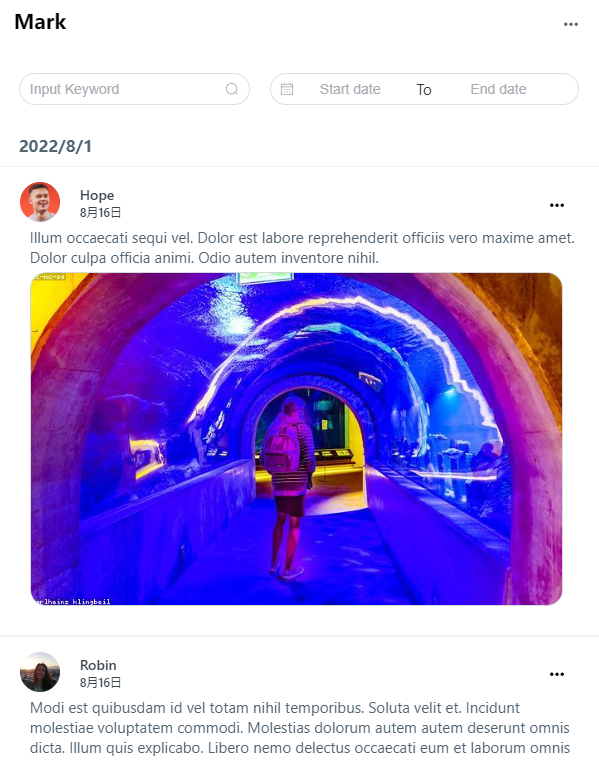 Mark
Input Keyword
Start date To End date
2022/8/1
Hope
8月16日
Illum occaecati sequi vel. Dolor est labore reprehenderit officiis vero maxime amet.
Dolor culpa officia animi. Odio autem inventore nihil.
karlheinz klingbeil
Robin
8月16日
Modi est quibusdam id vel totam nihil temporibus. Soluta velit et. Incidunt
molestiae voluptatem commodi. Molestias dolorum autem autem deserunt omnis
dicta. Illum quis explicabo. Libero nemo delectus occaecati eum et laborum omnis